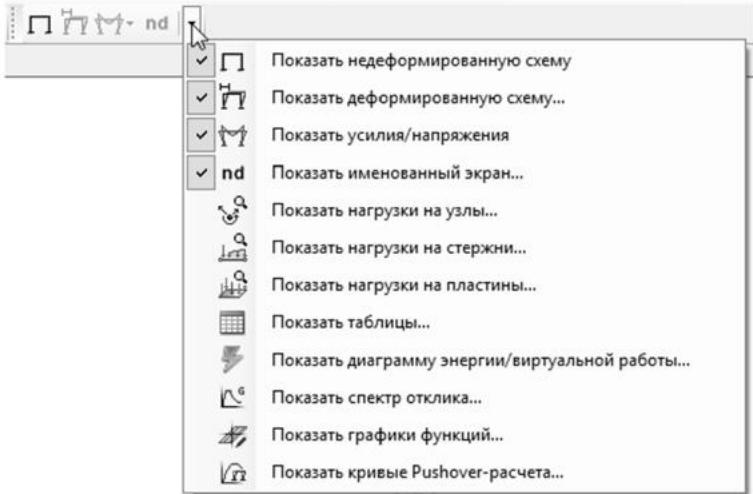 nd
Показать недеформированную схему
Показать деформированную схему...
Показать усилия/напряжения
nd Показать именованный экран...
Показать нагрузки на узлы...
Показать нагрузки на стержни...
Показать нагрузки на пластины...
Показать таблицы...
Показать диаграмму энергии/виртуальной работы...
G Показать спектр отклика...
Показать графики функций...
Показать кривые Pushover-расчета...